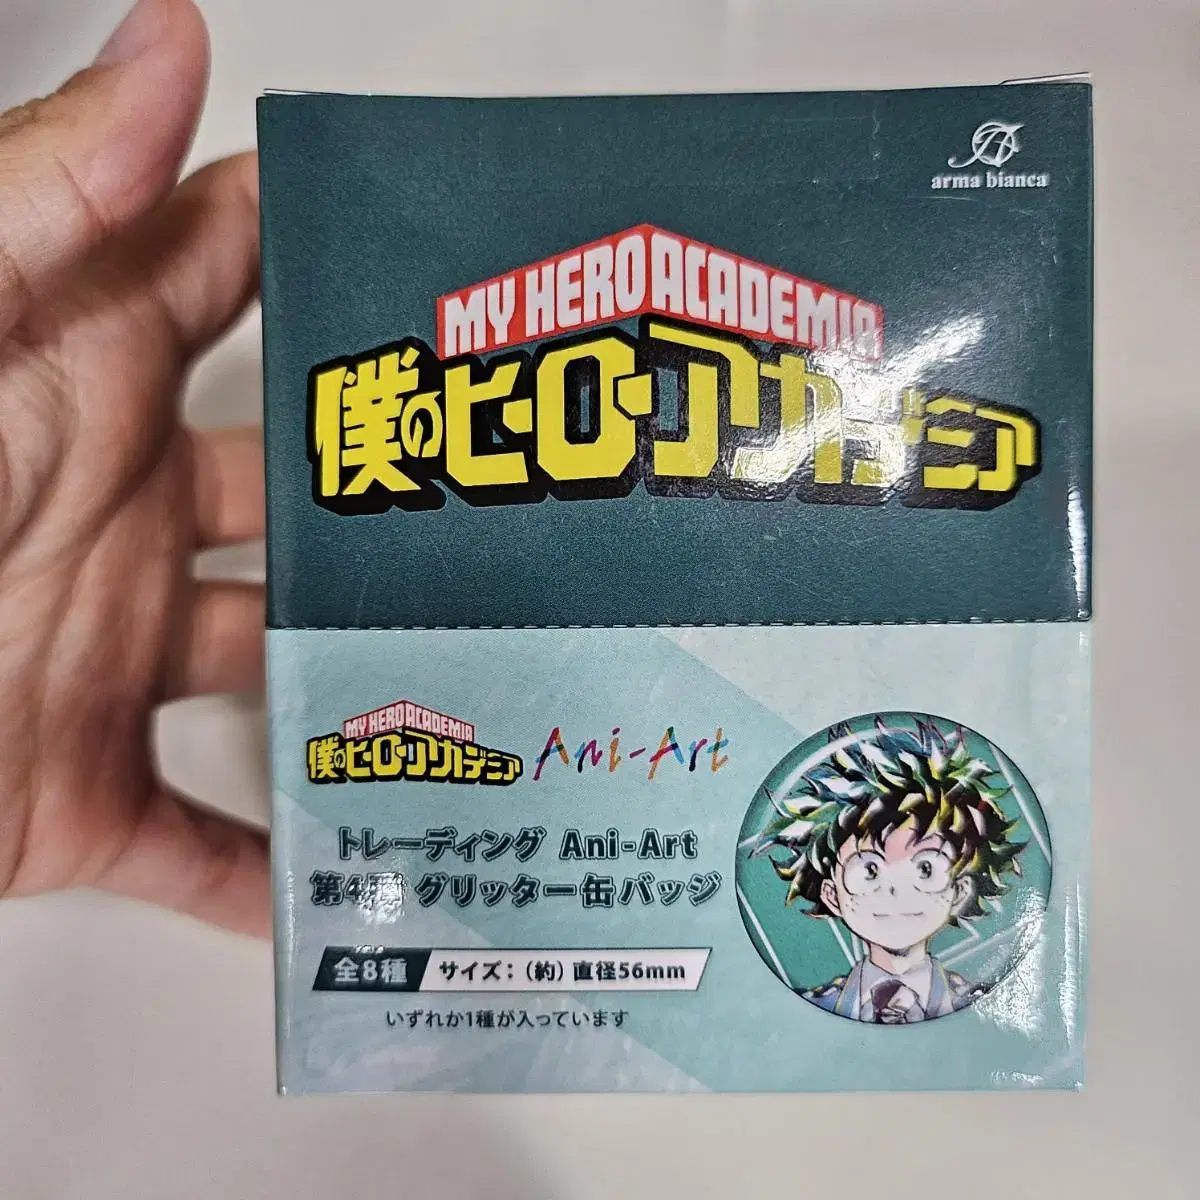 arma bianca
MY HERO ACADEMIA
僕のヒーローアカデミア
MY HERO ACADEMIA
僕のヒーローアカデミア
Ani-Art
トレーディング Ani-Art
第4弾 グリッター缶バッジ
全8種 サイズ:(約)直径56mm
いずれか1種が入っています